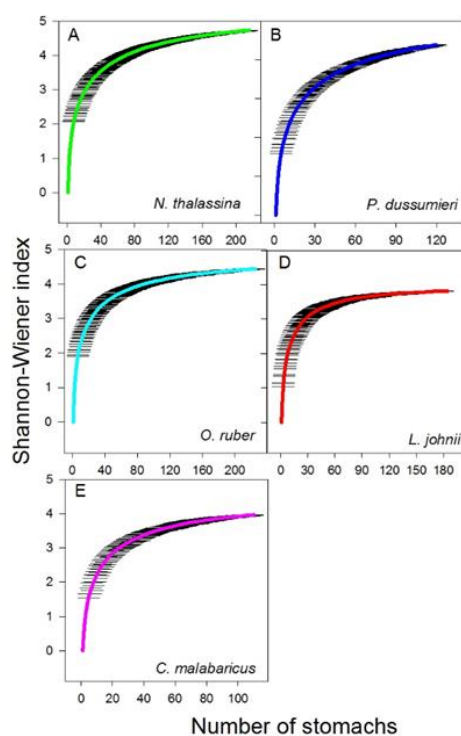 A
B
5
4
3
2
1
0
N. thalassina
P. dussumieri
0 40 80 120 160 200
0 30 60 90 120
C
D
5
4
3
2
1
0
O. ruber
L. johnii
0 40 80 120 160 200
0 30 60 90 120 150 180
E
5
4
3
2
1
0
C. malabaricus
0 20 40 60 80 100
Shannon-Wiener index
Number of stomachs